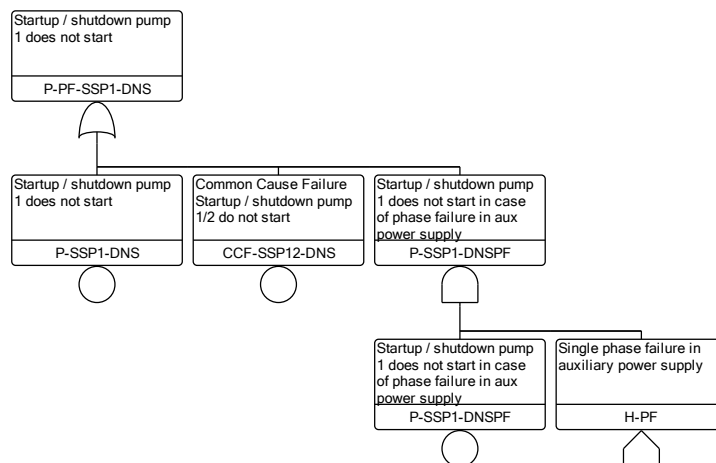 Startup / shutdown pump
1 does not start
P-PF-SSP1-DNS
Startup / shutdown pump
1 does not start
P-SSP1-DNS
Common Cause Failure
Startup / shutdown pump
1/2 do not start
CCF-SSP12-DNS
Startup / shutdown pump
1 does not start in case
of phase failure in aux
power supply
P-SSP1-DNSPF
Startup / shutdown pump
1 does not start in case
of phase failure in aux
power supply
P-SSP1-DNSPF
Single phase failure in
auxiliary power supply
H-PF